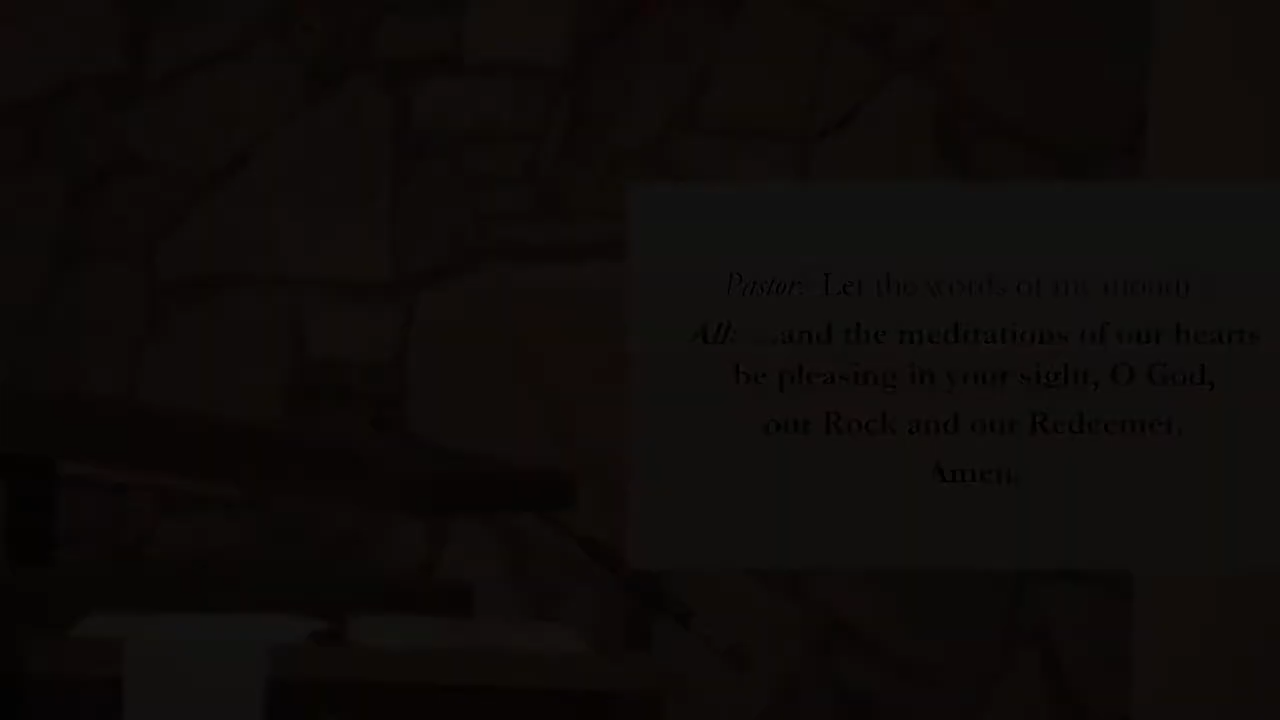 Pastor: Let the words of my mouth...
All: ...and the meditations of our hearts
be pleasing in your sight, O God,
our Rock and our Redeemer.
Amen.